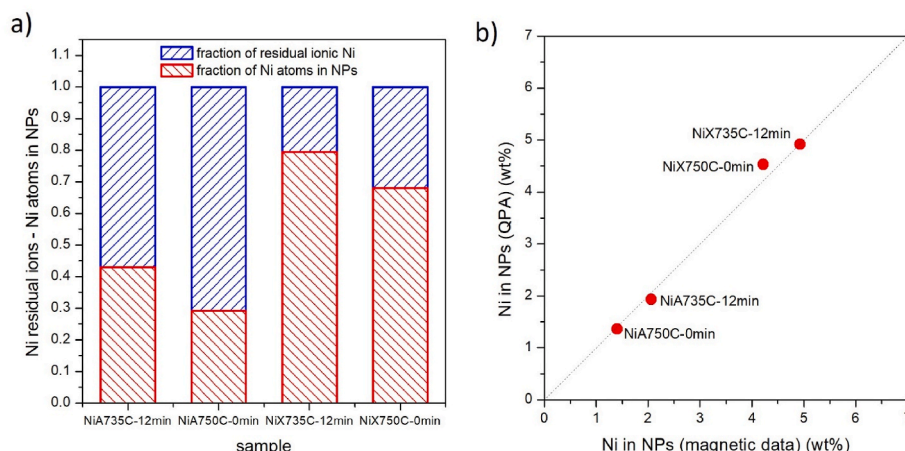 a)
fraction of residual ionic Ni
fraction of Ni atoms in NPs
Ni residual ions - Ni atoms in NPs
1.1
1.0
0.9
0.8
0.7
0.6
0.5
0.4
0.3
0.2
0.1
0.0
NiA735C-12min NiA750C-0min NiX735C-12min NiX750C-0min
sample
b)
Ni in NPs (QPA) (wt%)
7
6
5
4
3
2
1
0
NiX735C-12min
NiX750C-0min
NiA735C-12min
NiA750C-0min
0 1 2 3 4 5 6
Ni in NPs (magnetic data) (wt%)